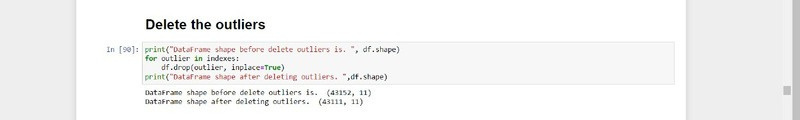 Delete the outliers
In [90]: print("DataFrame shape before delete outliers is. ", df.shape)
for outlier in indexes:
    df.drop(outlier, inplace=True)
print("DataFrame shape after deleting outliers. ",df.shape)
DataFrame shape before delete outliers is.  (43152, 11)
DataFrame shape after deleting outliers.  (43111, 11)